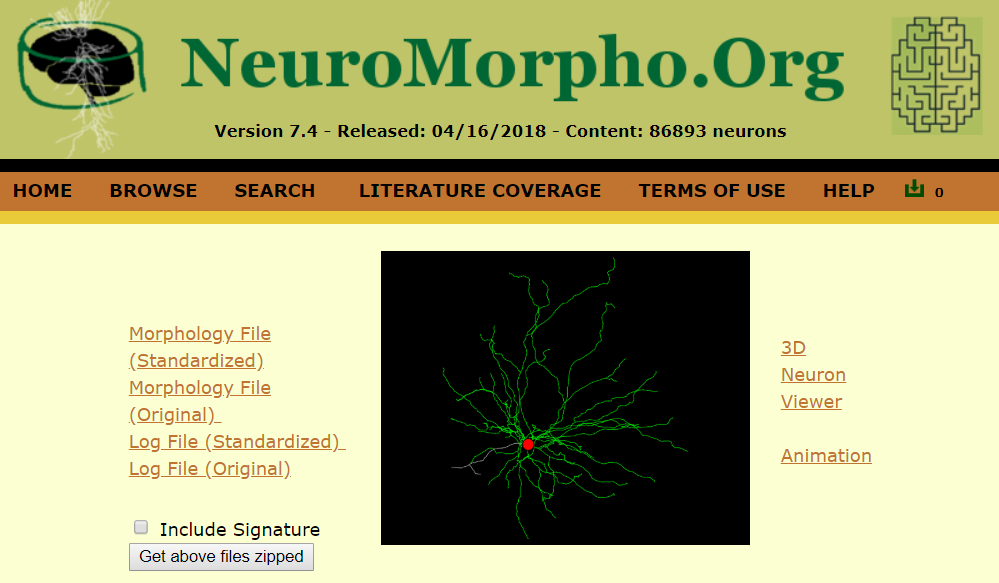 NeuroMorpho.Org
Version 7.4 - Released: 04/16/2018 - Content: 86893 neurons
HOME BROWSE SEARCH LITERATURE COVERAGE TERMS OF USE HELP 0
Morphology File
(Standardized)
Morphology File
(Original)
Log File (Standardized)
Log File (Original)
Include Signature
Get above files zipped
3D
Neuron
Viewer
Animation